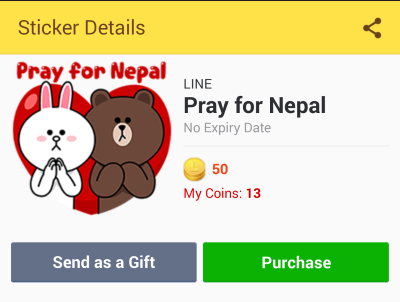 Sticker Details
Pray for Nepal
LINE
Pray for Nepal
No Expiry Date
50
My Coins: 13
Send as a Gift
Purchase